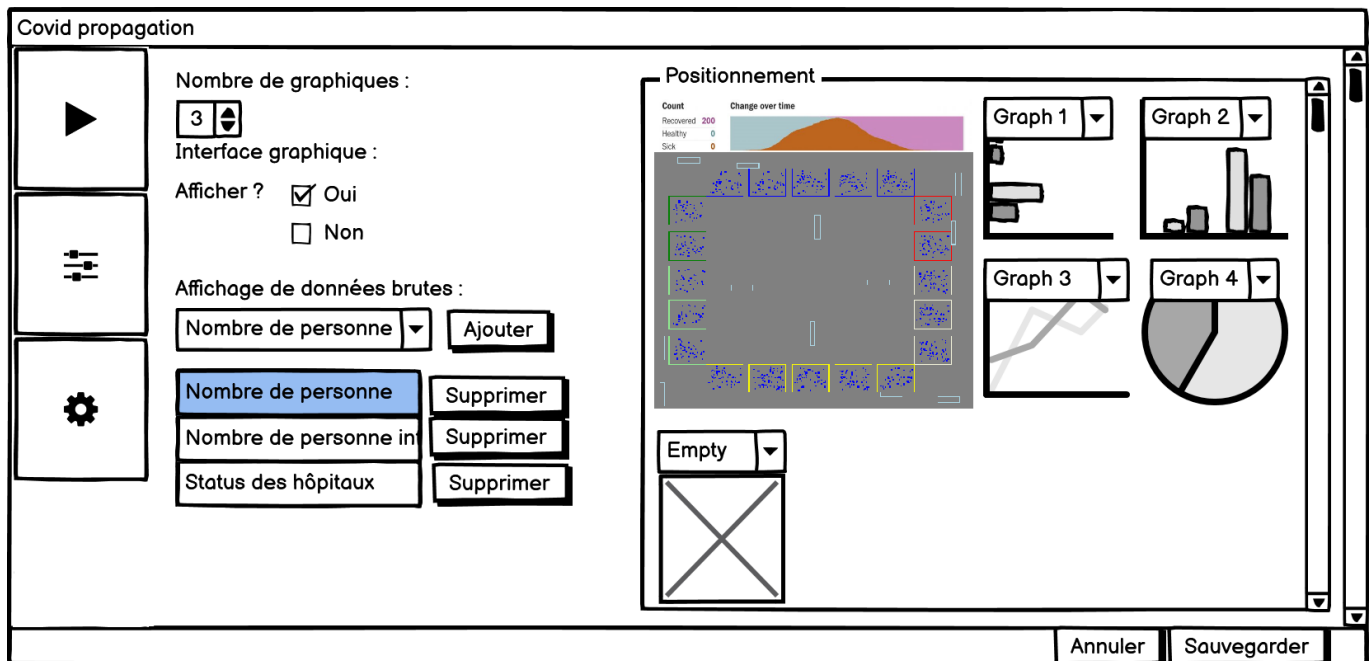 Covid propagation
Nombre de graphiques :
3
Interface graphique :
Afficher ?
Oui
Non
Affichage de données brutes :
Nombre de personne
Ajouter
Nombre de personne
Supprimer
Nombre de personne int
Supprimer
Status des hôpitaux
Supprimer
Positionnement
Count
Change over time
Recovered 200
Healthy 0
Sick 0
Graph 1
Graph 2
Graph 3
Graph 4
Empty
Annuler
Sauvegarder